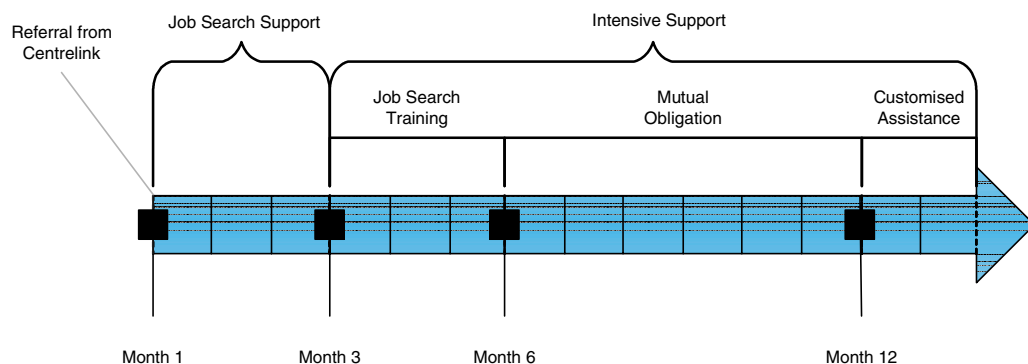 Job Search Support
Intensive Support
Referral from
Centrelink
Job Search
Training
Mutual
Obligation
Customised
Assistance
Month 1
Month 3
Month 6
Month 12